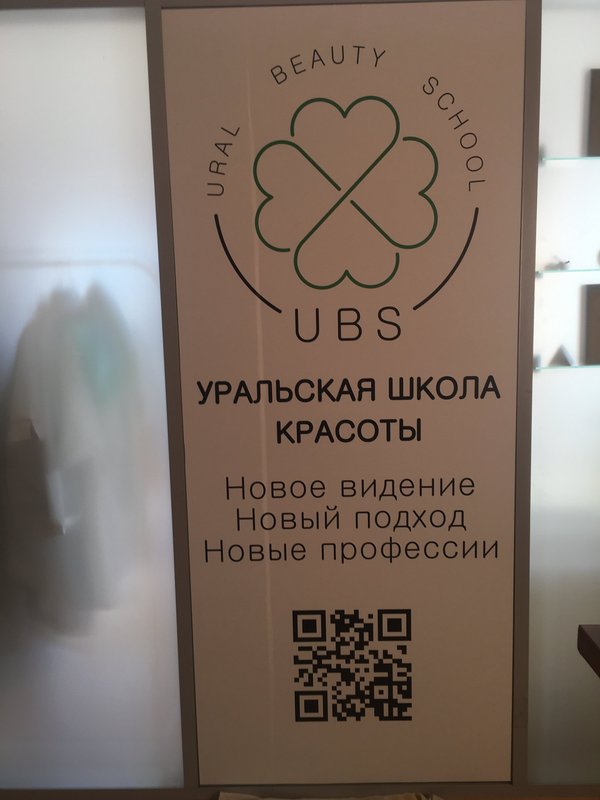 URAL BEAUTY SCHOOL
UBS
УРАЛЬСКАЯ ШКОЛА
КРАСОТЫ
Новое видение
Новый подход
Новые профессии